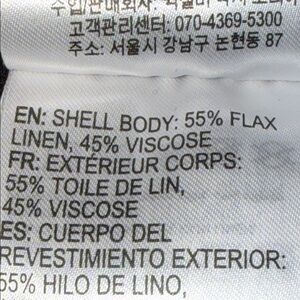 고객관리센터: 070-4369-5300
주소: 서울시 강남구 논현동 87
EN: SHELL BODY: 55% FLAX
LINEN, 45% VISCOSE
FR: EXTÉRIEUR CORPS:
55% TOILE DE LIN,
45% VISCOSE
ES: CUERPO DEL
REVESTIMIENTO EXTERIOR:
55% HILO DE LINO,